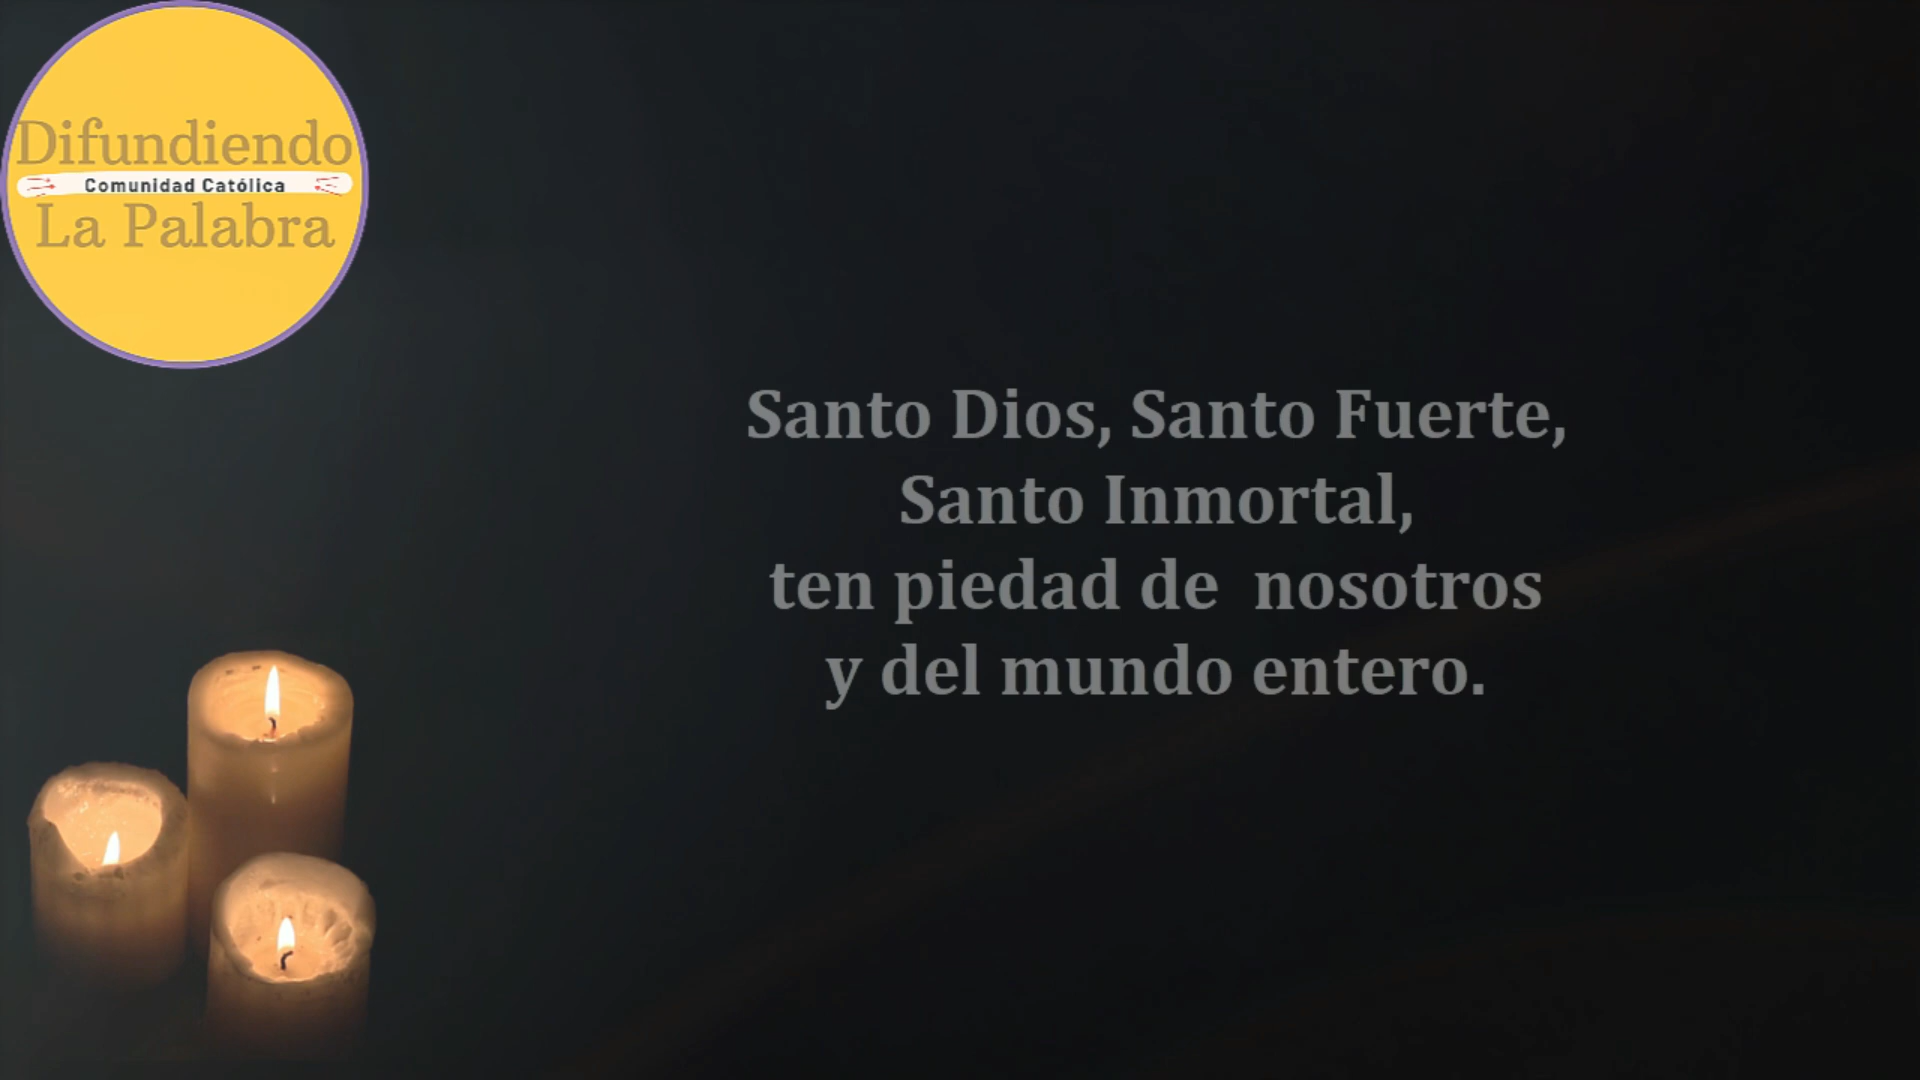 Difundiendo
Comunidad Católica
La Palabra
Santo Dios, Santo Fuerte,
Santo Inmortal,
ten piedad de  nosotros
y del mundo entero.